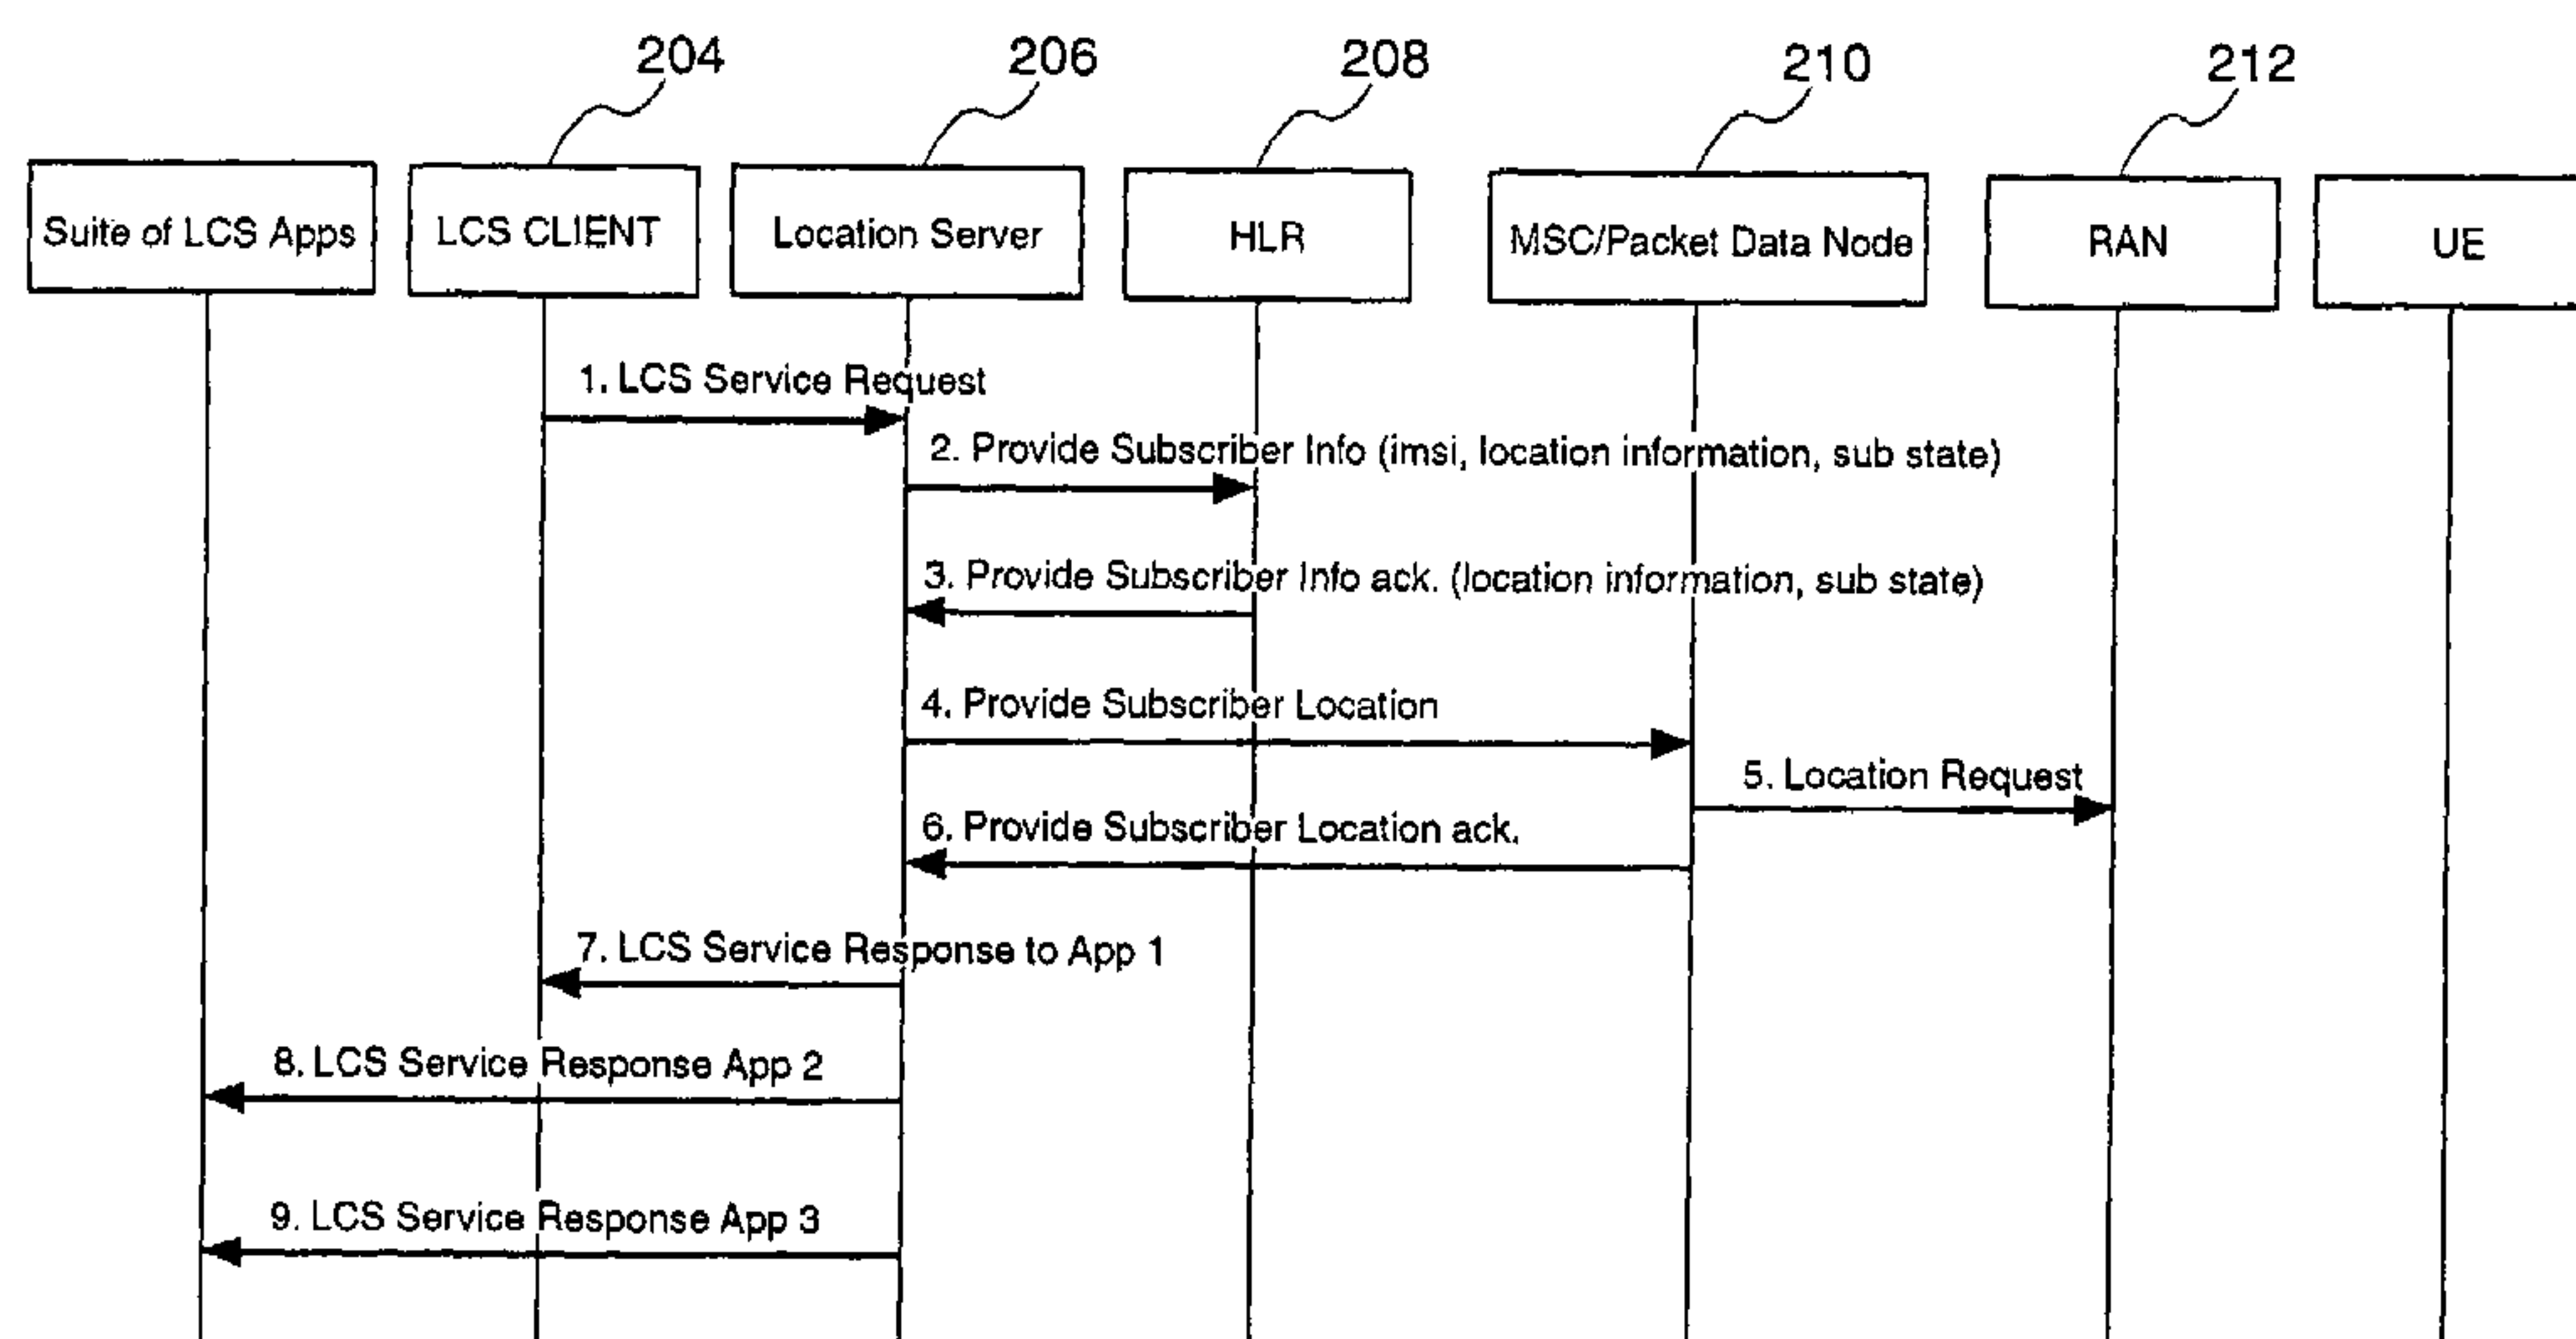 204
206
208
210
212
Suite of LCS Apps
LCS CLIENT
Location Server
HLR
MSC/Packet Data Node
RAN
UE
1. LCS Service Request
2. Provide Subscriber Info (imsi, location information, sub state)
3. Provide Subscriber Info ack. (location information, sub state)
4. Provide Subscriber Location
5. Location Request
6. Provide Subscriber Location ack.
7. LCS Service Response to App 1
8. LCS Service Response App 2
9. LCS Service Response App 3